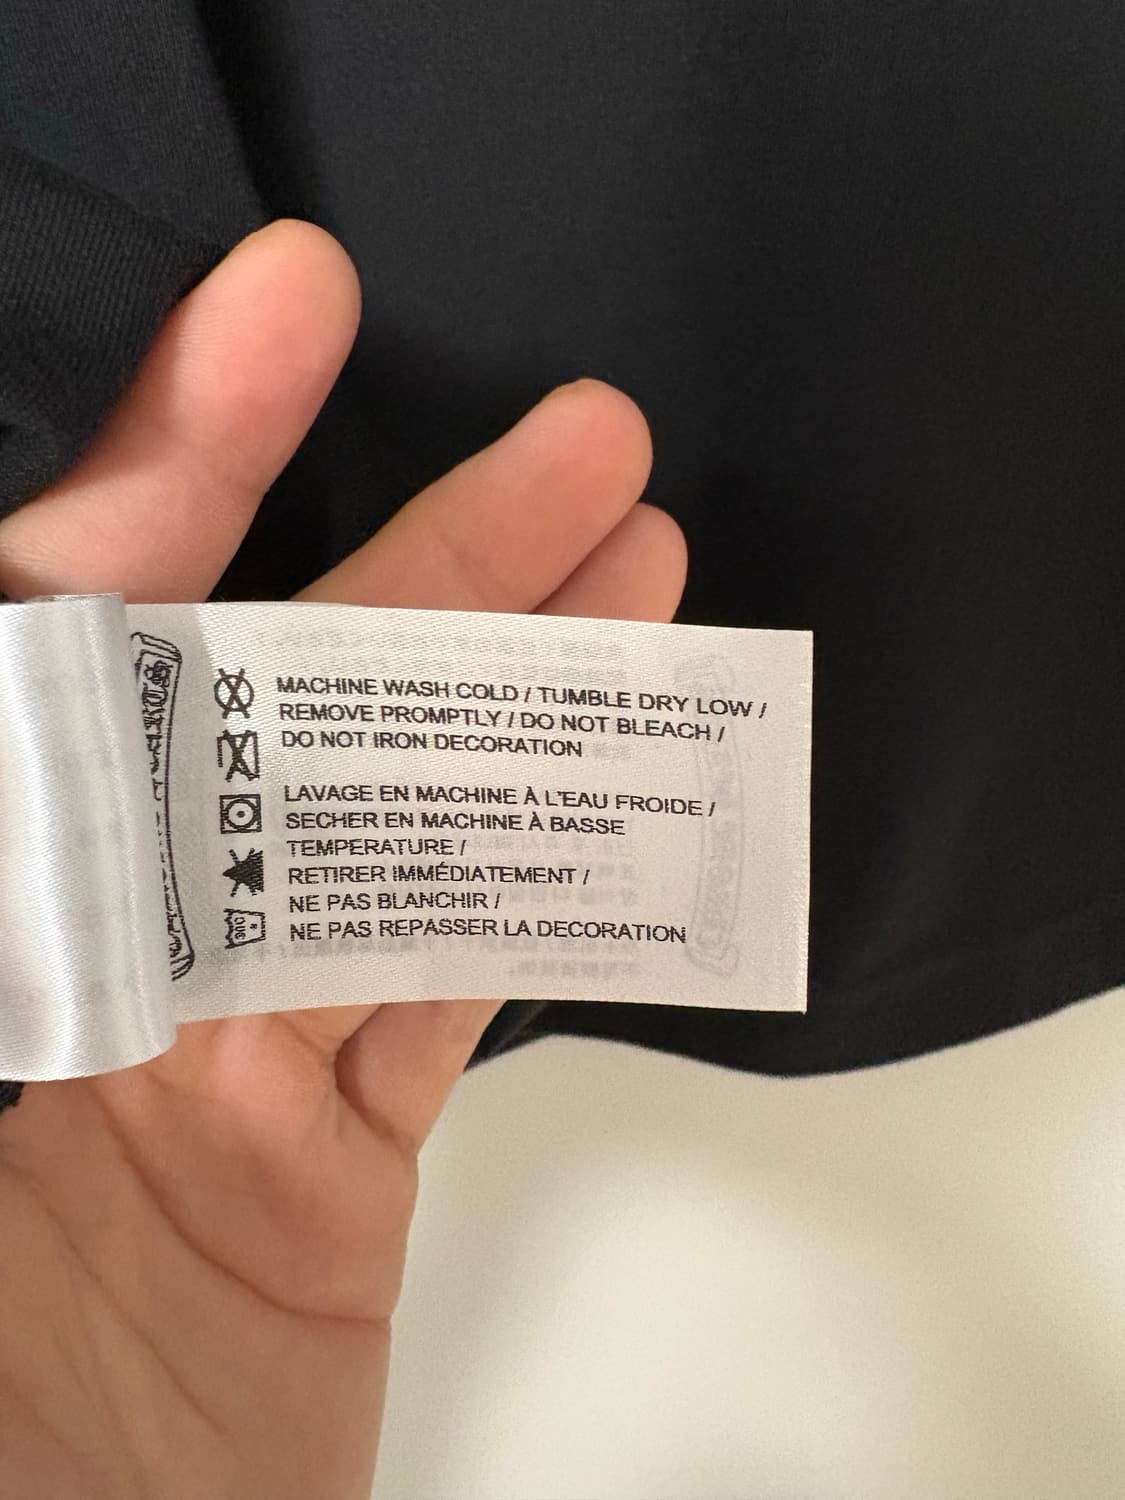 MACHINE WASH COLD / TUMBLE DRY LOW /
REMOVE PROMPTLY / DO NOT BLEACH /
DO NOT IRON DECORATION
LAVAGE EN MACHINE À L'EAU FROIDE /
SECHER EN MACHINE À BASSE
TEMPERATURE /
RETIRER IMMÉDIATEMENT /
NE PAS BLANCHIR /
NE PAS REPASSER LA DECORATION
30C